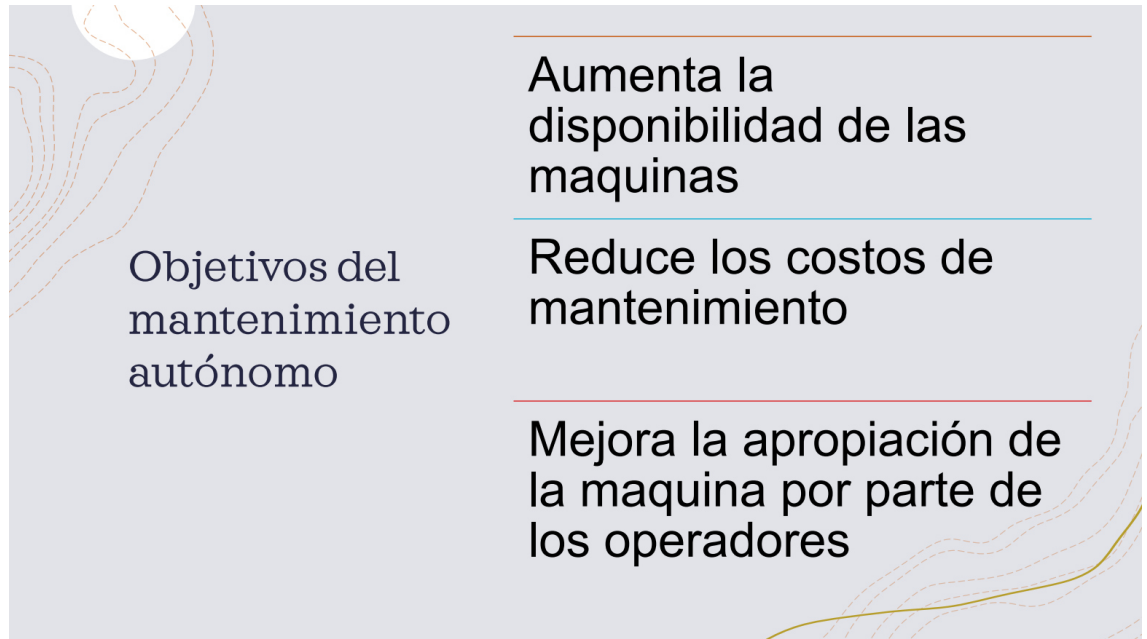 Objetivos del
mantenimiento
autónomo
Aumenta la
disponibilidad de las
maquinas
Reduce los costos de
mantenimiento
Mejora la apropiación de
la maquina por parte de
los operadores